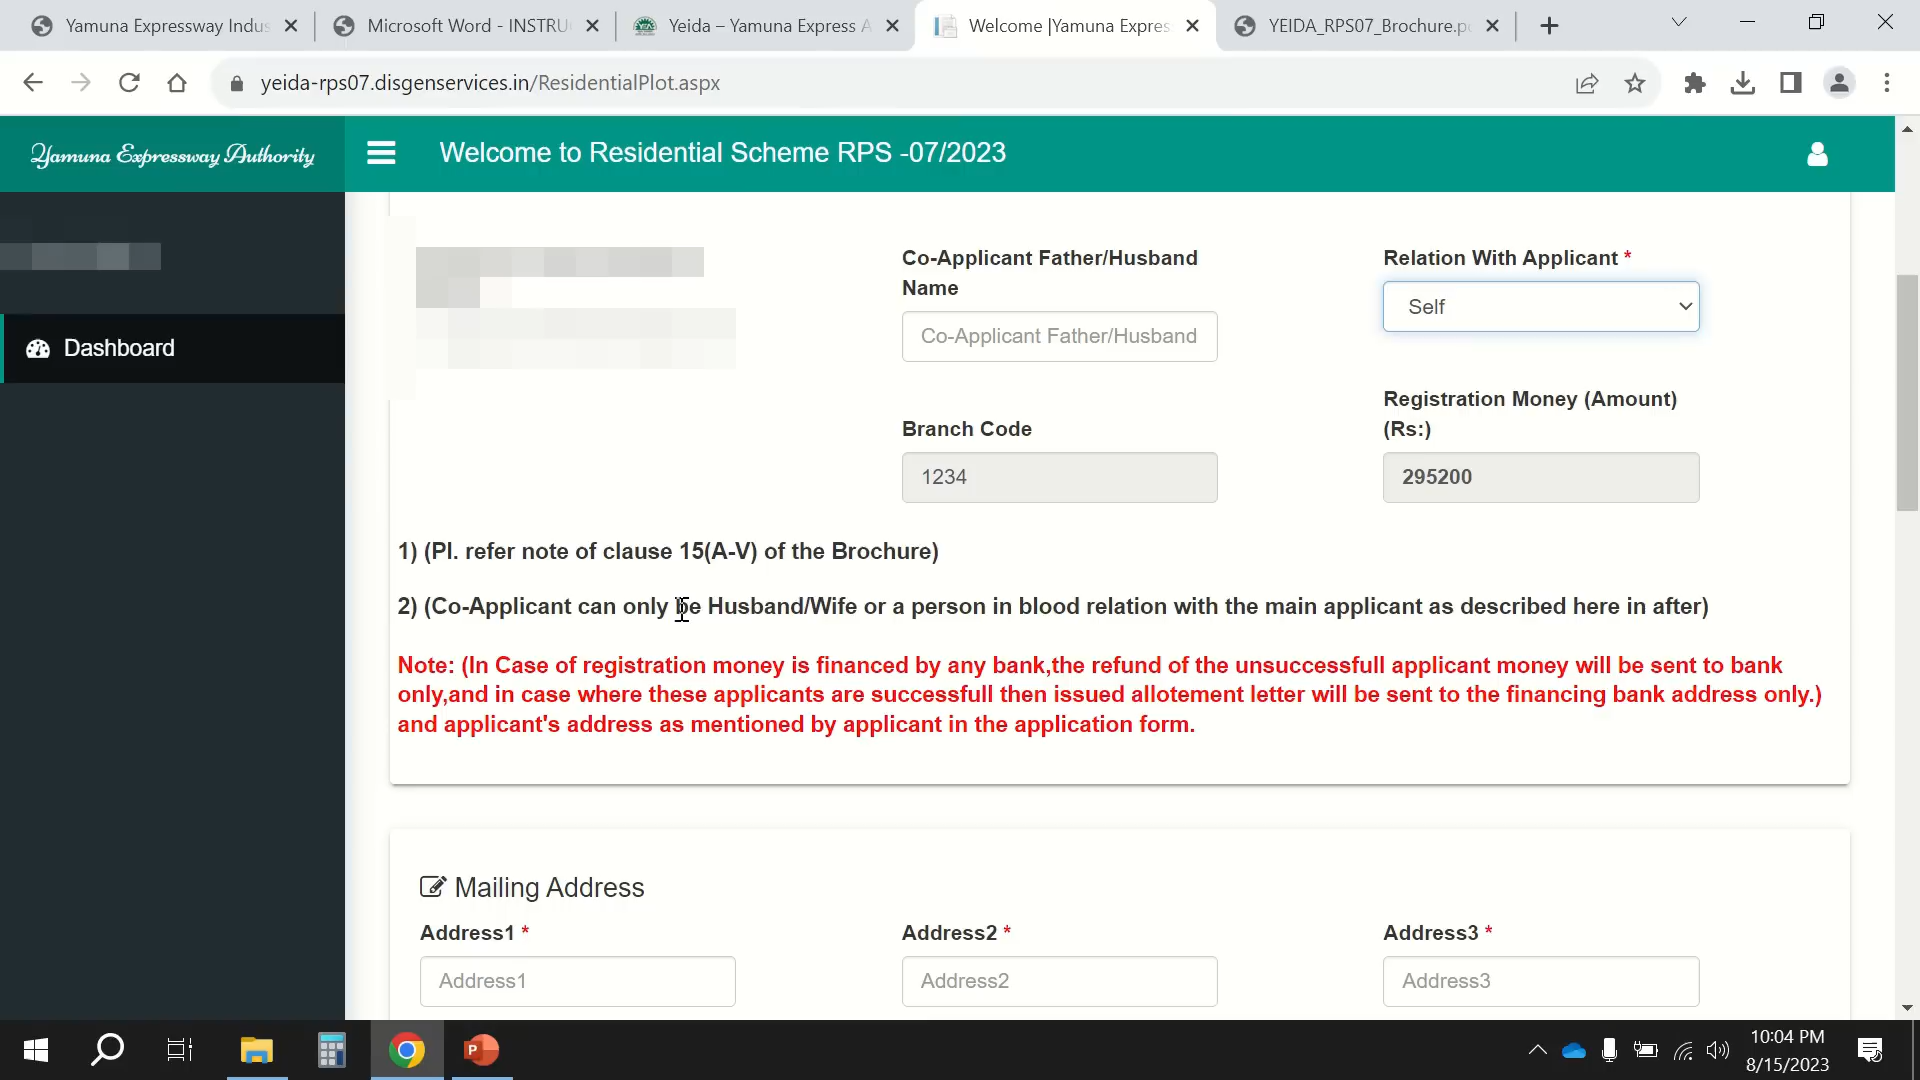 Yamuna Expressway Indus
Microsoft Word - INSTRU
Yeida – Yamuna Express A
Welcome |Yamuna Expres
YEIDA_RPS07_Brochure.p
yeida-rps07.disgenservices.in/ResidentialPlot.aspx
Yamuna Expressway Authority
Welcome to Residential Scheme RPS -07/2023
Dashboard
Co-Applicant Father/Husband
Name
Co-Applicant Father/Husband
Relation With Applicant *
Self
Branch Code
1234
Registration Money (Amount)
(Rs:)
295200
1) (Pl. refer note of clause 15(A-V) of the Brochure)
2) (Co-Applicant can only be Husband/Wife or a person in blood relation with the main applicant as described here in after)
Note: (In Case of registration money is financed by any bank,the refund of the unsuccessfull applicant money will be sent to bank
only,and in case where these applicants are successfull then issued allotement letter will be sent to the financing bank address only.)
and applicant's address as mentioned by applicant in the application form.
Mailing Address
Address1 *
Address1
Address2 *
Address2
Address3 *
Address3
10:04 PM
8/15/2023